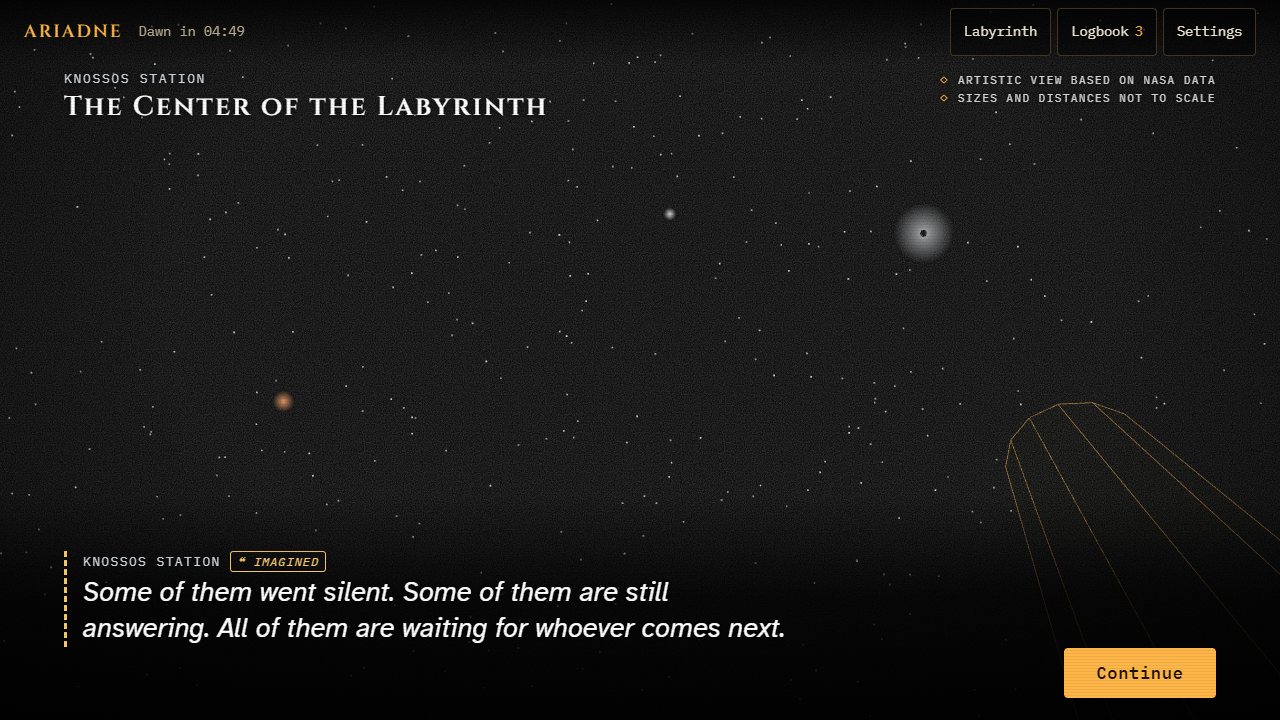 ARIADNE Dawn in 04:49 Labyrinth Logbook 3 Settings
KNOSSOS STATION
The Center of the Labyrinth
ARTISTIC VIEW BASED ON NASA DATA
SIZES AND DISTANCES NOT TO SCALE
KNOSSOS STATION ❝ IMAGINED
Some of them went silent. Some of them are still
answering. All of them are waiting for whoever comes next.
Continue